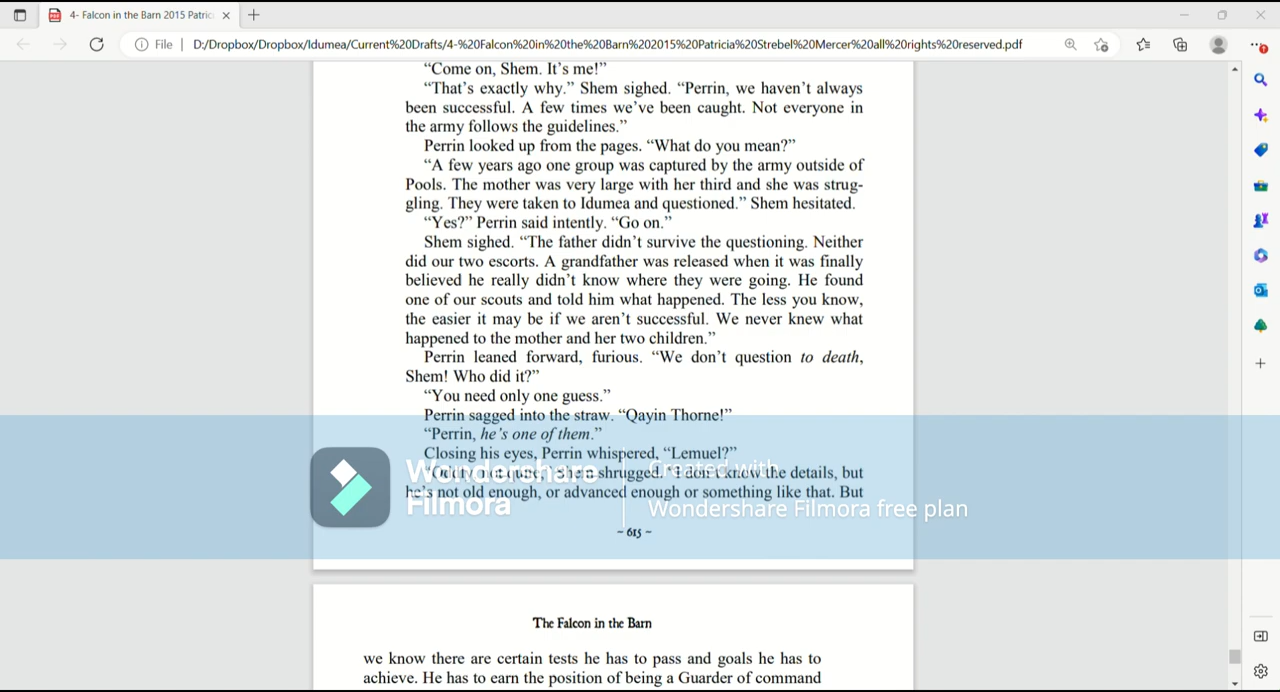 4- Falcon in the Barn 2015 Patric
File | D:/Dropbox/Dropbox/Idumea/Current%20Drafts/4-%20Falcon%20in%20the%20Barn%202015%20Patricia%20Strebel%20Mercer%20all%20rights%20reserved.pdf
“Come on, Shem. It’s me!”
“That’s exactly why.” Shem sighed. “Perrin, we haven’t always
been successful. A few times we’ve been caught. Not everyone in
the army follows the guidelines.”
Perrin looked up from the pages. “What do you mean?”
“A few years ago one group was captured by the army outside of
Pools. The mother was very large with her third and she was strug-
gling. They were taken to Idumea and questioned.” Shem hesitated.
“Yes?” Perrin said intently. “Go on.”
Shem sighed. “The father didn’t survive the questioning. Neither
did our two escorts. A grandfather was released when it was finally
believed he really didn’t know where they were going. He found
one of our scouts and told him what happened. The less you know,
the easier it may be if we aren’t successful. We never knew what
happened to the mother and her two children.”
Perrin leaned forward, furious. “We don’t question to death,
Shem! Who did it?”
“You need only one guess.”
Perrin sagged into the straw. “Qayin Thorne!”
“Perrin, he’s one of them.”
Closing his eyes, Perrin whispered, “Lemuel?”
Shem shrugged. “I don’t know the details, but
he’s not old enough, or advanced enough or something like that. But
Wondershare
Filmora
Created with
Wondershare Filmora free plan
~ 615 ~
The Falcon in the Barn
we know there are certain tests he has to pass and goals he has to
achieve. He has to earn the position of being a Guarder of command